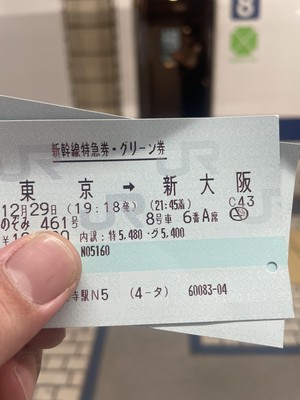 8
新幹線特急券・グリーン券
東京 → 新大阪
12月29日 (19:18発) (21:45着) C43
のぞみ 461号 8号車 6番A席
内訳:特5,480・グ5,400
N05160
寺駅N5 (4-タ) 60083-04